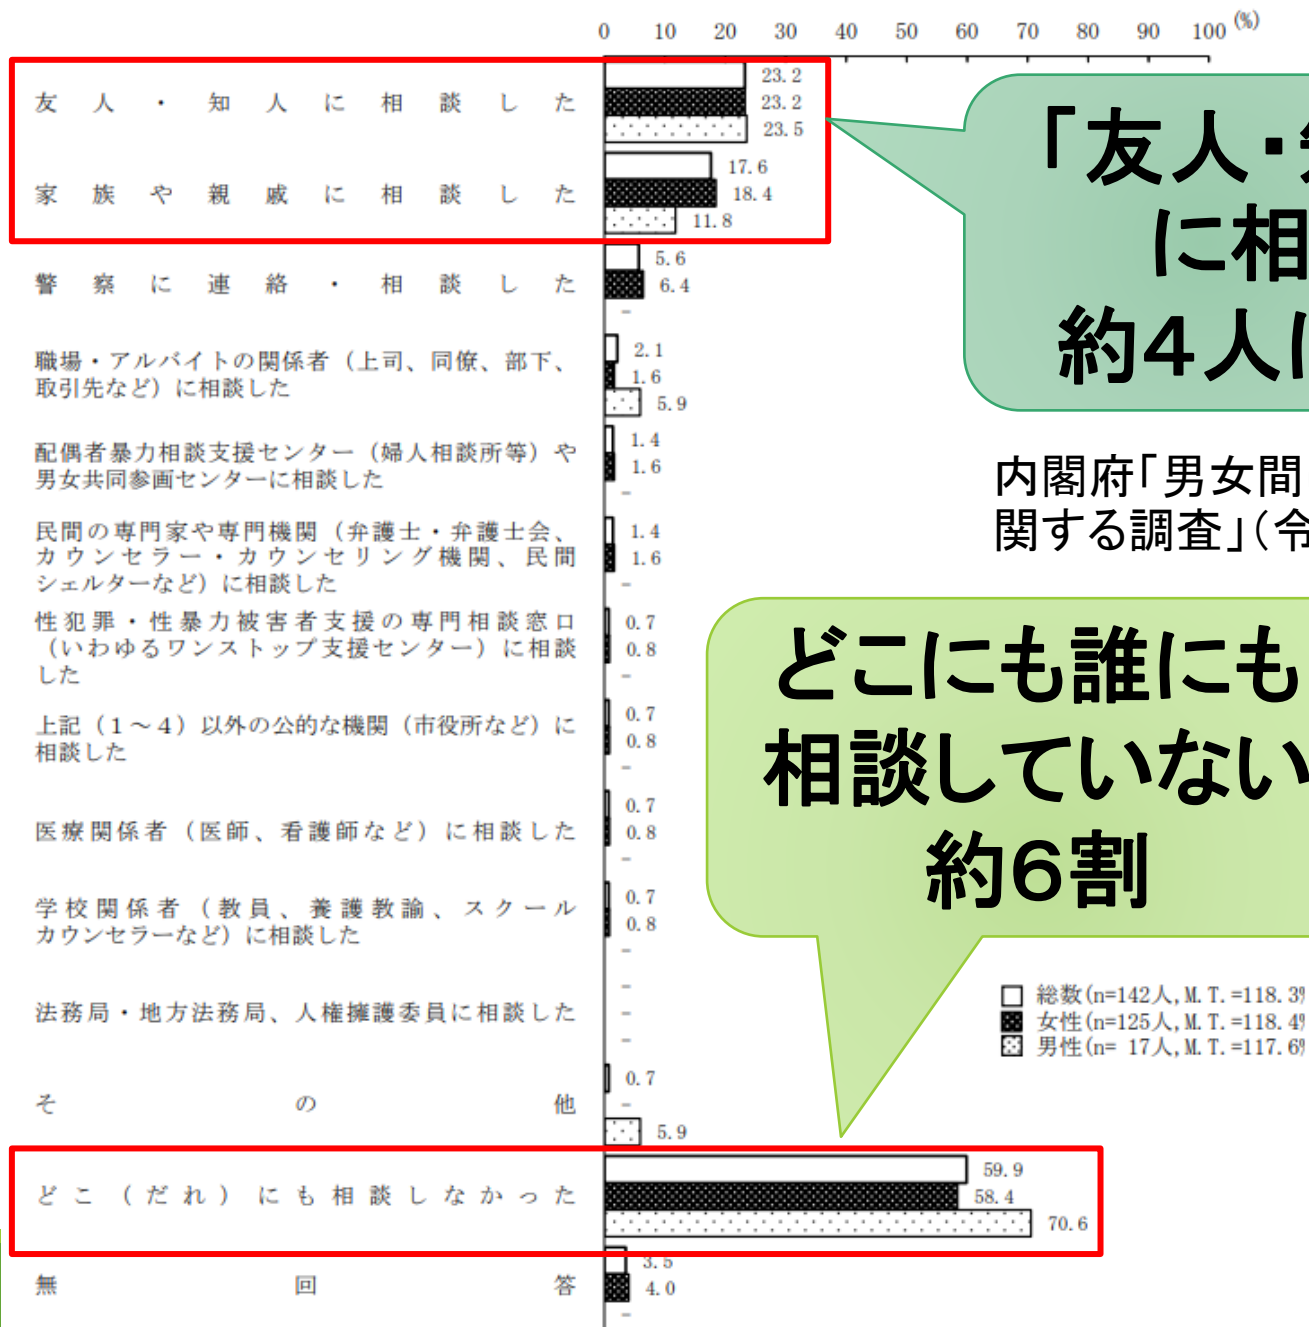 0 10 20 30 40 50 60 70 80 90 100 (%)
友人・知人に相談した
23.2
23.2
23.5
家族や親戚に相談した
17.6
18.4
11.8
警察に連絡・相談した
5.6
6.4
-
職場・アルバイトの関係者（上司、同僚、部下、
取引先など）に相談した
2.1
1.6
5.9
配偶者暴力相談支援センター（婦人相談所等）や
男女共同参画センターに相談した
1.4
1.6
-
民間の専門家や専門機関（弁護士・弁護士会、
カウンセラー・カウンセリング機関、民間
シェルターなど）に相談した
1.4
1.6
-
性犯罪・性暴力被害者支援の専門相談窓口
（いわゆるワンストップ支援センター）に相談
した
0.7
0.8
-
上記（1～4）以外の公的な機関（市役所など）に
相談した
0.7
0.8
-
医療関係者（医師、看護師など）に相談した
0.7
0.8
-
学校関係者（教員、養護教諭、スクール
カウンセラーなど）に相談した
0.7
0.8
-
法務局・地方法務局、人権擁護委員に相談した
-
-
-
その他
0.7
-
5.9
どこ（だれ）にも相談しなかった
59.9
58.4
70.6
無回答
3.5
4.0
-
「友人・
に相
約4人に
内閣府「男女間
関する調査」（令
どこにも誰にも
相談していない
約6割
総数(n=142人,M.T.=118.3%
女性(n=125人,M.T.=118.4%
男性(n= 17人,M.T.=117.6%